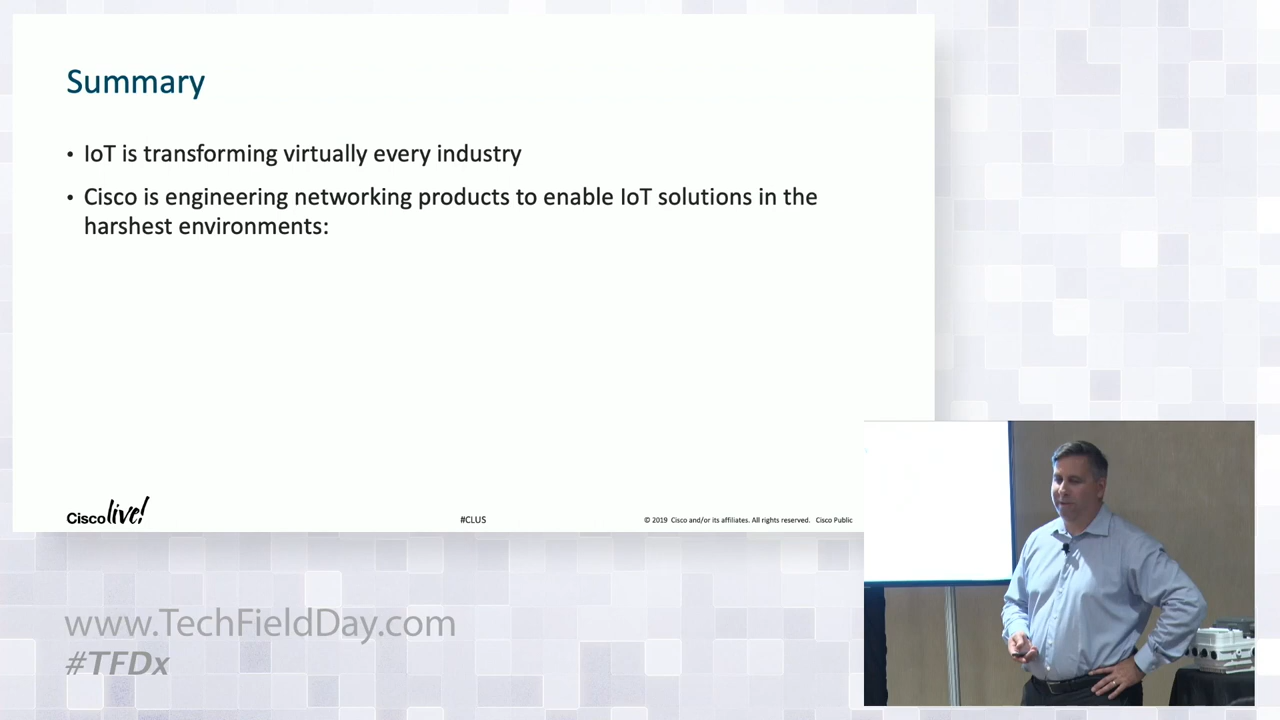 Summary
• IoT is transforming virtually every industry
• Cisco is engineering networking products to enable IoT solutions in the
harshest environments:
Cisco live!
#CLUS
© 2019 Cisco and/or its affiliates. All rights reserved. Cisco Public
www.TechFieldDay.com
#TFDx